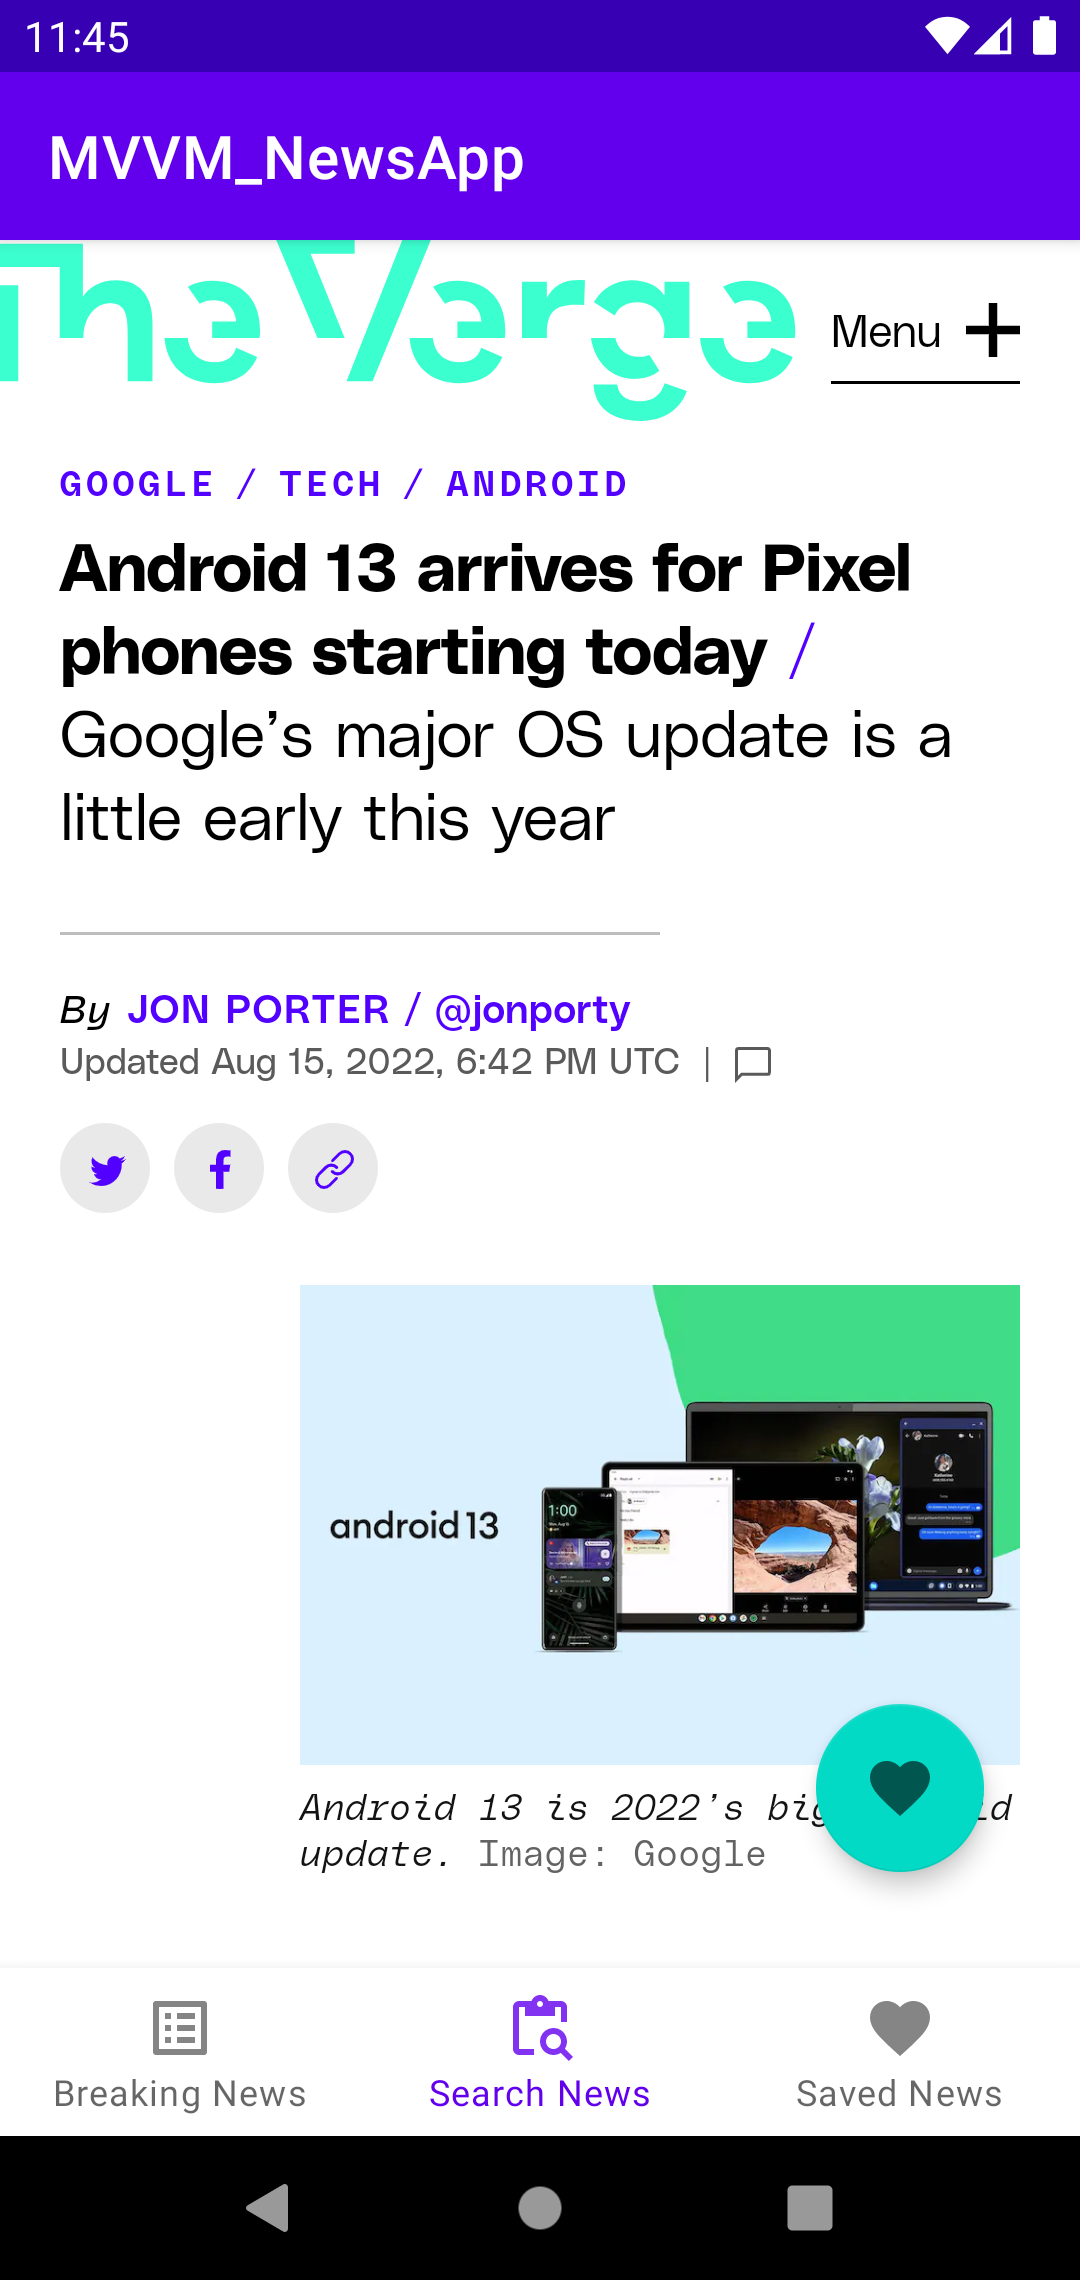 11:45
MVVM_NewsApp
The Verge
Menu
GOOGLE / TECH / ANDROID
Android 13 arrives for Pixel
phones starting today /
Google’s major OS update is a
little early this year
By JON PORTER / @jonporty
Updated Aug 15, 2022, 6:42 PM UTC |
android 13
1:00
Android 13 is 2022’s
update. Image: Google
Breaking News
Search News
Saved News